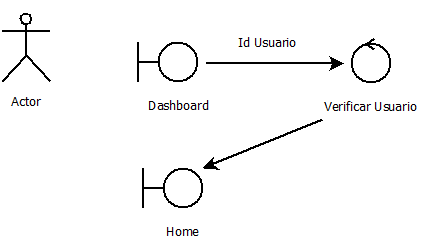 Id Usuario
Actor
Dashboard
Verificar Usuario
Home